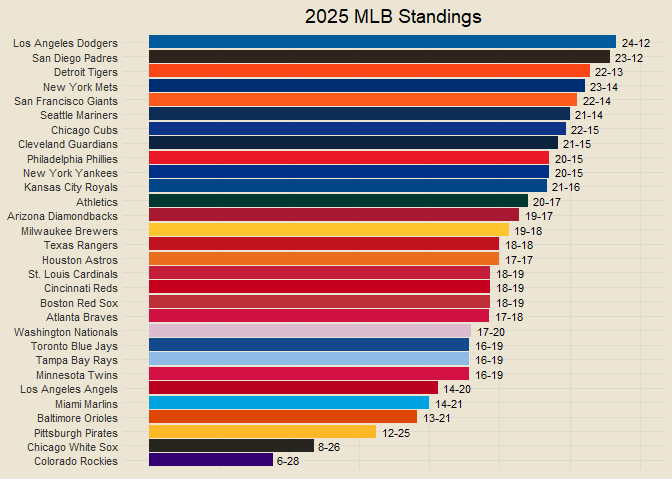 2025 MLB Standings
Los Angeles Dodgers 24-12
San Diego Padres 23-12
Detroit Tigers 22-13
New York Mets 23-14
San Francisco Giants 22-14
Seattle Mariners 21-14
Chicago Cubs 22-15
Cleveland Guardians 21-15
Philadelphia Phillies 20-15
New York Yankees 20-15
Kansas City Royals 21-16
Athletics 20-17
Arizona Diamondbacks 19-17
Milwaukee Brewers 19-18
Texas Rangers 18-18
Houston Astros 17-17
St. Louis Cardinals 18-19
Cincinnati Reds 18-19
Boston Red Sox 18-19
Atlanta Braves 17-18
Washington Nationals 17-20
Toronto Blue Jays 16-19
Tampa Bay Rays 16-19
Minnesota Twins 16-19
Los Angeles Angels 14-20
Miami Marlins 14-21
Baltimore Orioles 13-21
Pittsburgh Pirates 12-25
Chicago White Sox 8-26
Colorado Rockies 6-28